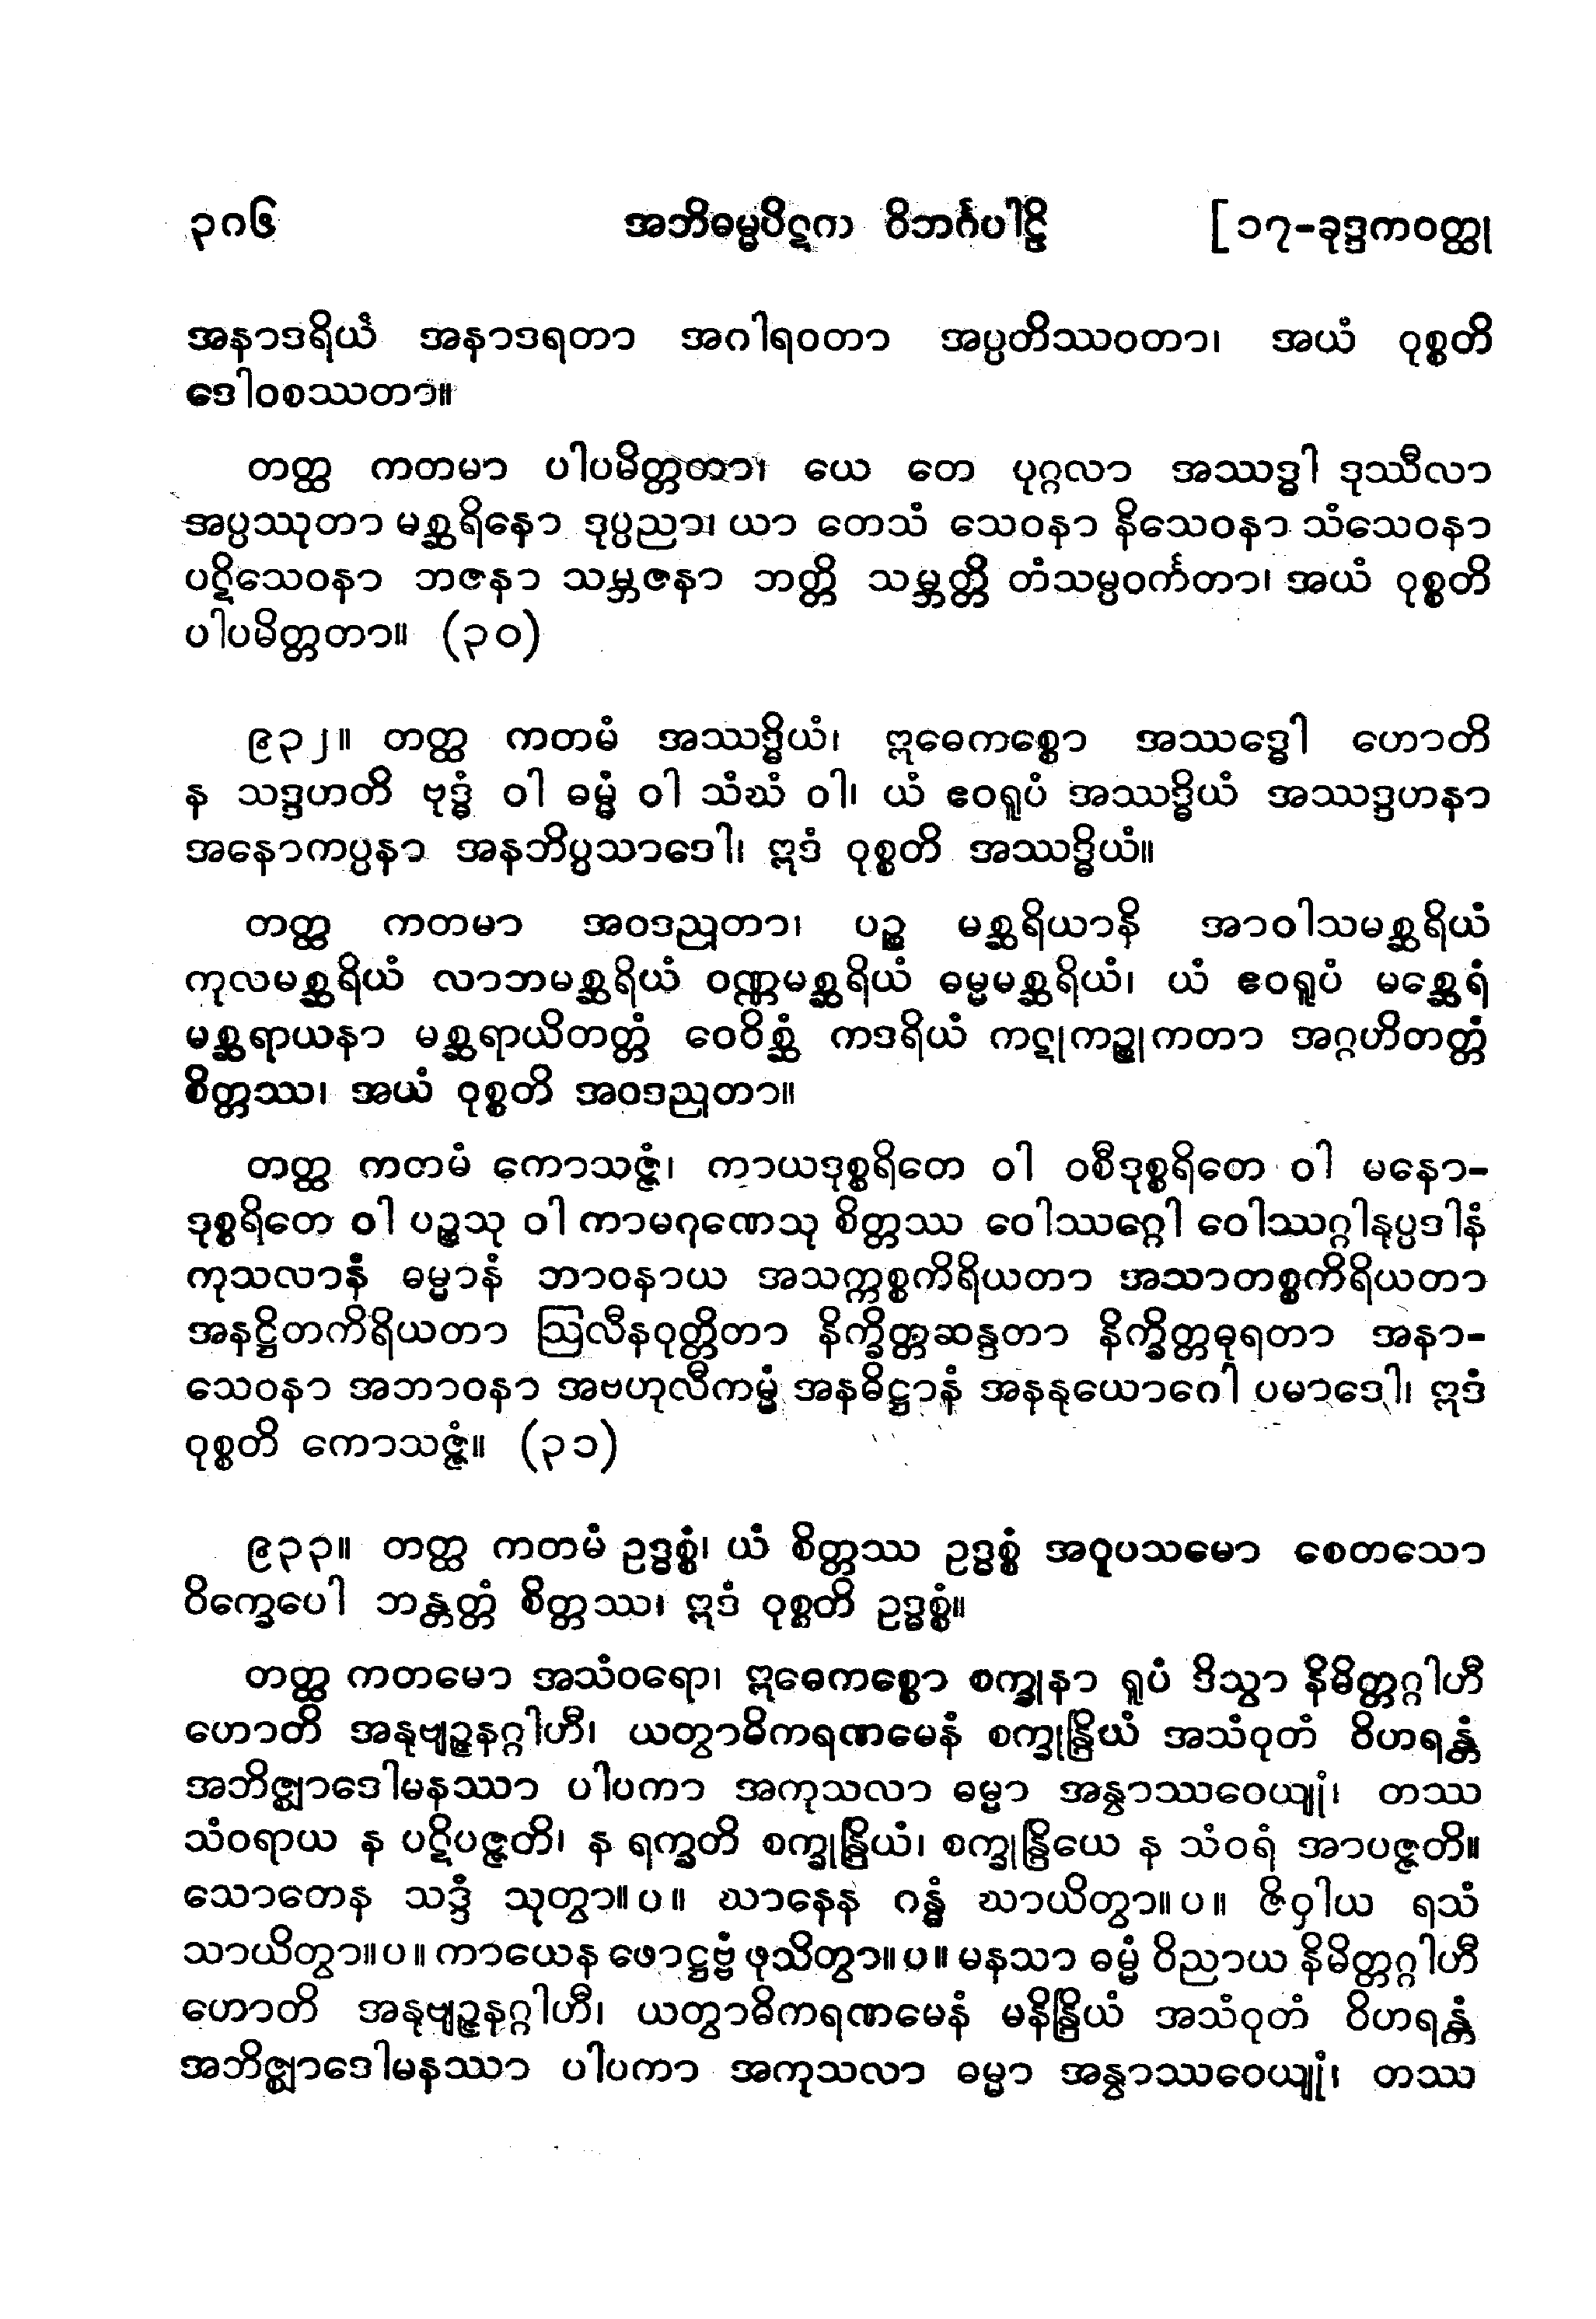 ၃၈၆ အဘိဓမ္မပိဋက ဝိဘင်္ဂပါဠိ [၁၇-ခုဒ္ဒကဝတ္ထု
အနာဒရိယံ အနာဒရတာ အဂါရဝတာ အပ္ပတိဿဝတာ၊ အယံ ဝုစ္စတိ
ဒေါဝစဿတာ။
တတ္ထ ကတမာ ပါပမိတ္တတာ၊ ယေ တေ ပုဂ္ဂလာ အဿဒ္ဓါ ဒုဿီလာ
အပ္ပဿုတာ မစ္ဆရိနော ဒုပ္ပညာ၊ ယာ တေသံ သေဝနာ နိသေဝနာ သံသေဝနာ
ပဋိသေဝနာ ဘဇနာ သမ္ဘဇနာ ဘတ္တိ သမ္ဘတ္တိ တံသမ္ပဝင်္ကတာ၊ အယံ ဝုစ္စတိ
ပါပမိတ္တတာ။ (၃၀)
၉၃၂။ တတ္ထ ကတမံ အဿဒ္ဓိယံ၊ ဣဓေကစ္စော အဿဒ္ဓေါ ဟောတိ
န သဒ္ဒဟတိ ဗုဒ္ဓံ ဝါ ဓမ္မံ ဝါ သံဃံ ဝါ၊ ယံ ဧဝရူပံ အဿဒ္ဓိယံ အဿဒ္ဒဟနာ
အနောကပ္ပနာ အနဘိပ္ပသာဒေါ၊ ဣဒံ ဝုစ္စတိ အဿဒ္ဓိယံ။
တတ္ထ ကတမာ အဝဒညုတာ၊ ပဉ္စ မစ္ဆရိယာနိ အာဝါသမစ္ဆရိယံ
ကုလမစ္ဆရိယံ လာဘမစ္ဆရိယံ ဝဏ္ဏမစ္ဆရိယံ ဓမ္မမစ္ဆရိယံ၊ ယံ ဧဝရူပံ မစ္ဆေရံ
မစ္ဆရာယနာ မစ္ဆရာယိတတ္တံ ဝေဝိစ္ဆံ ကဒရိယံ ကဋုကဉ္စုကတာ အဂ္ဂဟိတတ္တံ
စိတ္တဿ၊ အယံ ဝုစ္စတိ အဝဒညုတာ။
တတ္ထ ကတမံ ကောသဇ္ဇံ၊ ကာယဒုစ္စရိတေ ဝါ ဝစီဒုစ္စရိတေ ဝါ မနော-
ဒုစ္စရိတေ ဝါ ပဉ္စသု ဝါ ကာမဂုဏေသု စိတ္တဿ ဝေါဿဂ္ဂေါ ဝေါဿဂ္ဂါနုပ္ပဒါနံ
ကုသလာနံ ဓမ္မာနံ ဘာဝနာယ အသက္ကစ္စကိရိယတာ အသာတစ္စကိရိယတာ
အနဋ္ဌိတကိရိယတာ ဩလီနဝုတ္တိတာ နိက္ခိတ္တဆန္ဒတာ နိက္ခိတ္တဓုရတာ အနာ-
သေဝနာ အဘာဝနာ အဗဟုလီကမ္မံ အနဓိဋ္ဌာနံ အနနုယောဂေါ ပမာဒေါ၊ ဣဒံ
ဝုစ္စတိ ကောသဇ္ဇံ။ (၃၁)
၉၃၃။ တတ္ထ ကတမံ ဥဒ္ဓစ္စံ၊ ယံ စိတ္တဿ ဥဒ္ဓစ္စံ အဝူပသမော စေတသော
ဝိက္ခေပေါ ဘန္တတ္တံ စိတ္တဿ၊ ဣဒံ ဝုစ္စတိ ဥဒ္ဓစ္စံ။
တတ္ထ ကတမော အသံဝရော၊ ဣဓေကစ္စော စက္ခုနာ ရူပံ ဒိသွာ နိမိတ္တဂ္ဂါဟီ
ဟောတိ အနုဗျဉ္ဇနဂ္ဂါဟီ၊ ယတွာဓိကရဏမေနံ စက္ခုန္ဒြိယံ အသံဝုတံ ဝိဟရန္တံ
အဘိဇ္ဈာဒေါမနဿာ ပါပကာ အကုသလာ ဓမ္မာ အနွာဿဝေယျုံ၊ တဿ
သံဝရာယ န ပဋိပဇ္ဇတိ၊ န ရက္ခတိ စက္ခုန္ဒြိယံ၊ စက္ခုန္ဒြိယေ န သံဝရံ အာပဇ္ဇတိ။
သောတေန သဒ္ဒံ သုတွာ။ပ။ ဃာနေန ဂန္ဓံ ဃာယိတွာ။ပ။ ဇိဝှါယ ရသံ
သာယိတွာ။ပ။ ကာယေန ဖောဋ္ဌဗ္ဗံ ဖုသိတွာ။ပ။ မနသာ ဓမ္မံ ဝိညာယ နိမိတ္တဂ္ဂါဟီ
ဟောတိ အနုဗျဉ္ဇနဂ္ဂါဟီ၊ ယတွာဓိကရဏမေနံ မနိန္ဒြိယံ အသံဝုတံ ဝိဟရန္တံ
အဘိဇ္ဈာဒေါမနဿာ ပါပကာ အကုသလာ ဓမ္မာ အနွာဿဝေယျုံ၊ တဿ